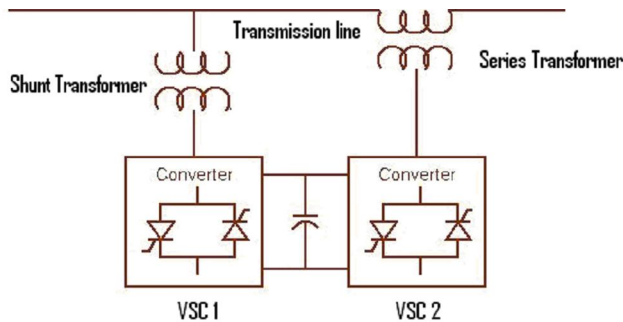 Transmission line
Series Transformer
Shunt Transformer
Converter
Converter
VSC 1
VSC 2